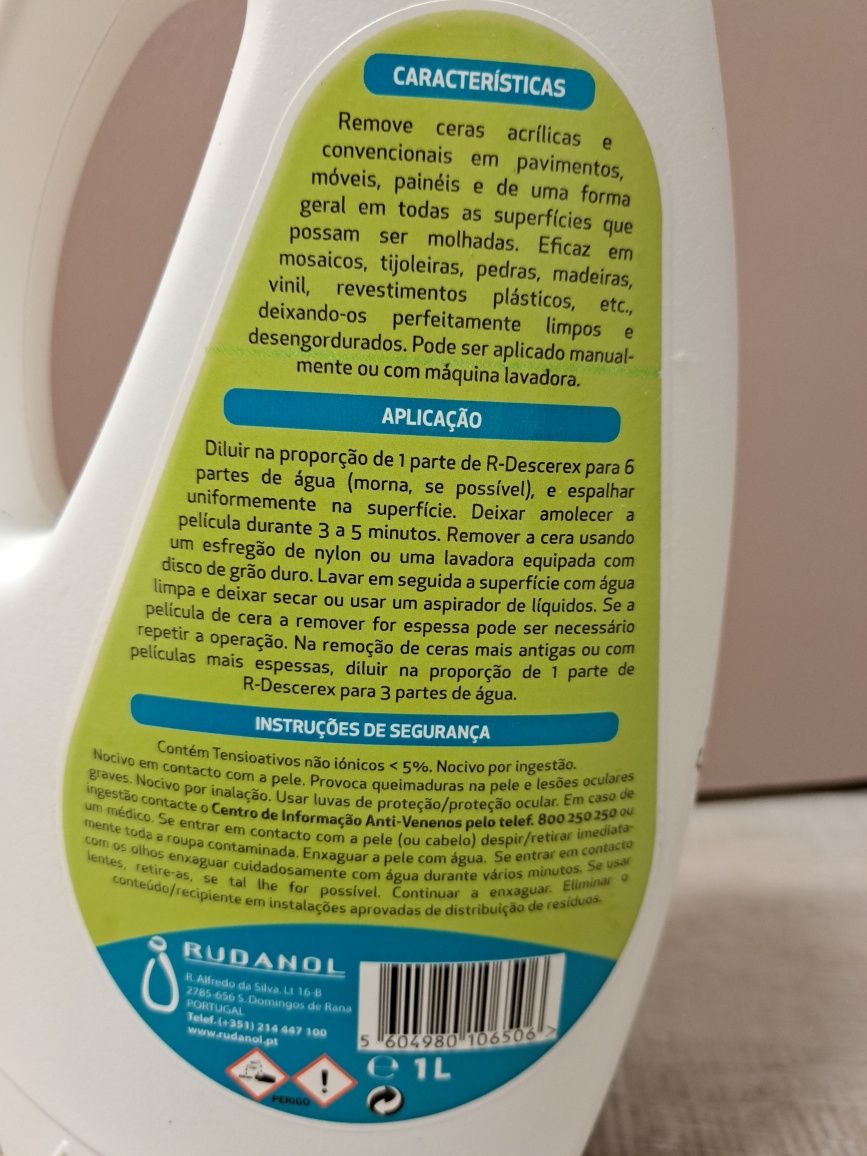 CARACTERÍSTICAS
Remove ceras acrílicas e
convencionais em pavimentos,
móveis, painéis e de uma forma
geral em todas as superfícies que
possam ser molhadas. Eficaz em
mosaicos, tijoleiras, pedras, madeiras,
vinil, revestimentos plásticos, etc.,
deixando-os perfeitamente limpos e
desengordurados. Pode ser aplicado manual-
mente ou com máquina lavadora.
APLICAÇÃO
Diluir na proporção de 1 parte de R-Descerex para 6
partes de água (morna, se possível), e espalhar
uniformemente na superfície. Deixar amolecer a
película durante 3 a 5 minutos. Remover a cera usando
um esfregão de nylon ou uma lavadora equipada com
disco de grão duro. Lavar em seguida a superfície com água
limpa e deixar secar ou usar um aspirador de líquidos. Se a
película de cera a remover for espessa pode ser necessário
repetir a operação. Na remoção de ceras mais antigas ou com
películas mais espessas, diluir na proporção de 1 parte de
R-Descerex para 3 partes de água.
INSTRUÇÕES DE SEGURANÇA
Contém Tensioativos não iónicos < 5%. Nocivo por ingestão.
Nocivo em contacto com a pele. Provoca queimaduras na pele e lesões oculares
graves. Nocivo por inalação. Usar luvas de proteção/proteção ocular. Em caso de
ingestão contacte o Centro de Informação Anti-Venenos pelo telef. 800 250 250 ou
um médico. Se entrar em contacto com a pele (ou cabelo) despir/retirar imediata-
mente toda a roupa contaminada. Enxaguar a pele com água. Se entrar em contacto
com os olhos enxaguar cuidadosamente com água durante vários minutos. Se usar
lentes, retire-as, se tal lhe for possível. Continuar a enxaguar. Eliminar o
conteúdo/recipiente em instalações aprovadas de distribuição de resíduos.
RUDANOL
R. Alfredo da Silva, Lt 16-B
2785-656 S. Domingos de Rana
PORTUGAL
Telef. (+351) 214 447 100
www.rudanol.pt
5 604980 106506 >
PERIGO
e 1L